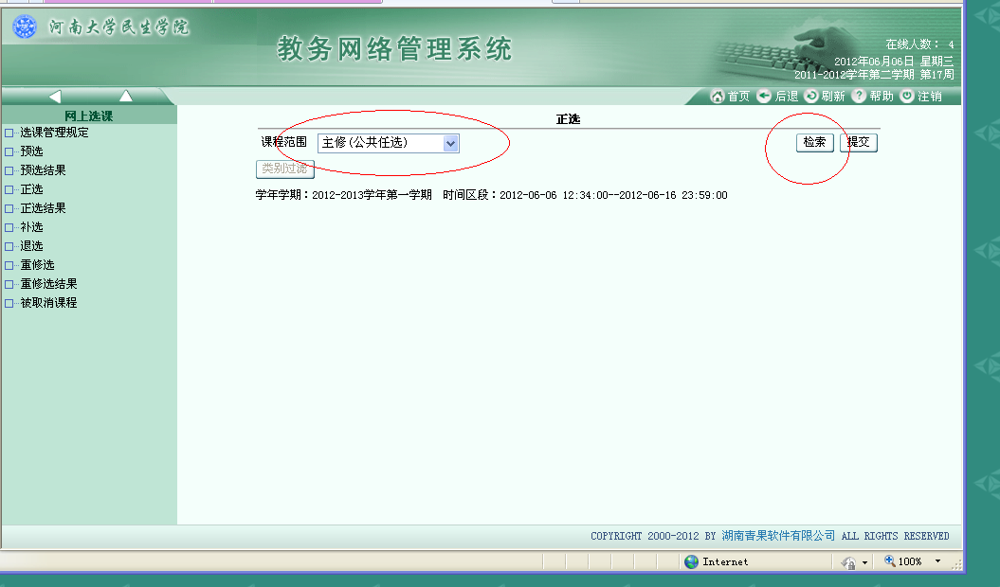 河南大学民生学院
教务网络管理系统
在线人数: 4
2012年06月06日 星期三
2011-2012学年第二学期 第17周
首页 后退 刷新 帮助 注销
网上选课
选课管理规定
预选
预选结果
正选
正选结果
补选
退选
重修选
重修选结果
被取消课程
正选
课程范围 主修(公共任选) 检索 提交
类别过滤
学年学期:2012-2013学年第一学期 时间区段:2012-06-06 12:34:00--2012-06-16 23:59:00
COPYRIGHT 2000-2012 BY 湖南青果软件有限公司 ALL RIGHTS RESERVED
Internet 100%